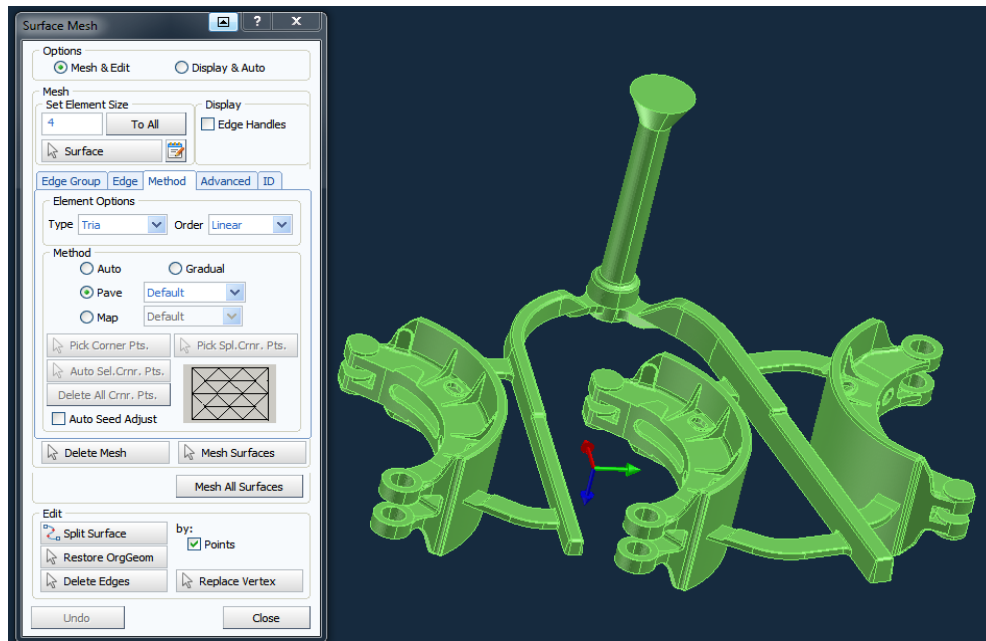 Surface Mesh ?  X
Options
Mesh & Edit Display & Auto
Mesh
Set Element Size Display
4 To All Edge Handles
Surface
Edge Group Edge Method Advanced ID
Element Options
Type Tria Order Linear
Method
Auto Gradual
Pave Default
Map Default
Pick Corner Pts. Pick Spl.Crnr. Pts.
Auto Sel.Crnr. Pts.
Delete All Crnr. Pts.
Auto Seed Adjust
Delete Mesh Mesh Surfaces
Mesh All Surfaces
Edit
Split Surface by:
Points
Restore OrgGeom
Delete Edges Replace Vertex
Undo Close